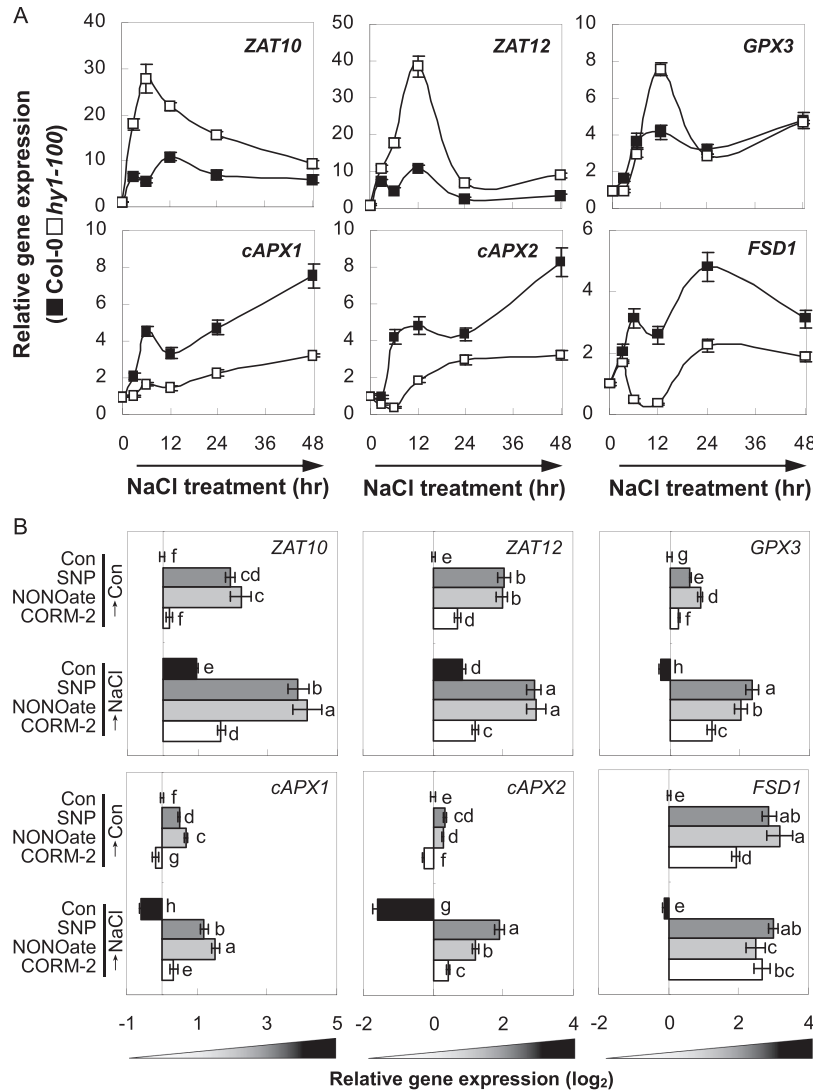 A
Relative gene expression
(■ Col-0 □ hy1-100)
ZAT10
40
30
20
10
0
ZAT12
50
40
30
20
10
0
GPX3
10
8
6
4
2
0
cAPX1
10
8
6
4
2
0
cAPX2
10
8
6
4
2
0
FSD1
6
4
2
0
0 12 24 36 48
0 12 24 36 48
0 12 24 36 48
NaCl treatment (hr)
NaCl treatment (hr)
NaCl treatment (hr)
B
ZAT10
ZAT12
GPX3
Con f e g
SNP cd b e
NONOate c b d
CORM-2 f d f
→Con
Con e d h
SNP b a a
NONOate a a b
CORM-2 d c c
→NaCl
cAPX1
cAPX2
FSD1
Con f e e
SNP d cd ab
NONOate c d a
CORM-2 g f d
→Con
Con h g e
SNP b a ab
NONOate a b c
CORM-2 e c bc
→NaCl
-1 1 3 5
-2 0 2 4
-2 0 2 4
Relative gene expression (log2)